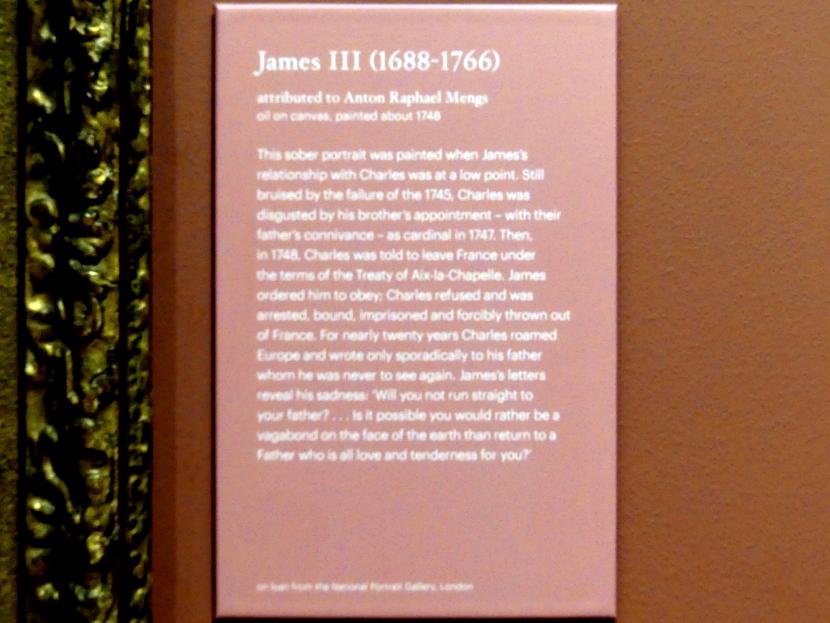 James III (1688-1766)
attributed to Anton Raphael Mengs
oil on canvas, painted about 1748
This sober portrait was painted when James's
relationship with Charles was at a low point. Still
bruised by the failure of the 1745, Charles was
disgusted by his brother's appointment – with their
father's connivance – as cardinal in 1747. Then,
in 1748, Charles was told to leave France under
the terms of the Treaty of Aix-la-Chapelle. James
ordered him to obey; Charles refused and was
arrested, bound, imprisoned and forcibly thrown out
of France. For nearly twenty years Charles roamed
Europe and wrote only sporadically to his father
whom he was never to see again. James's letters
reveal his sadness: 'Will you not run straight to
your father? . . . Is it possible you would rather be a
vagabond on the face of the earth than return to a
Father who is all love and tenderness for you?'
on loan from the National Portrait Gallery, London